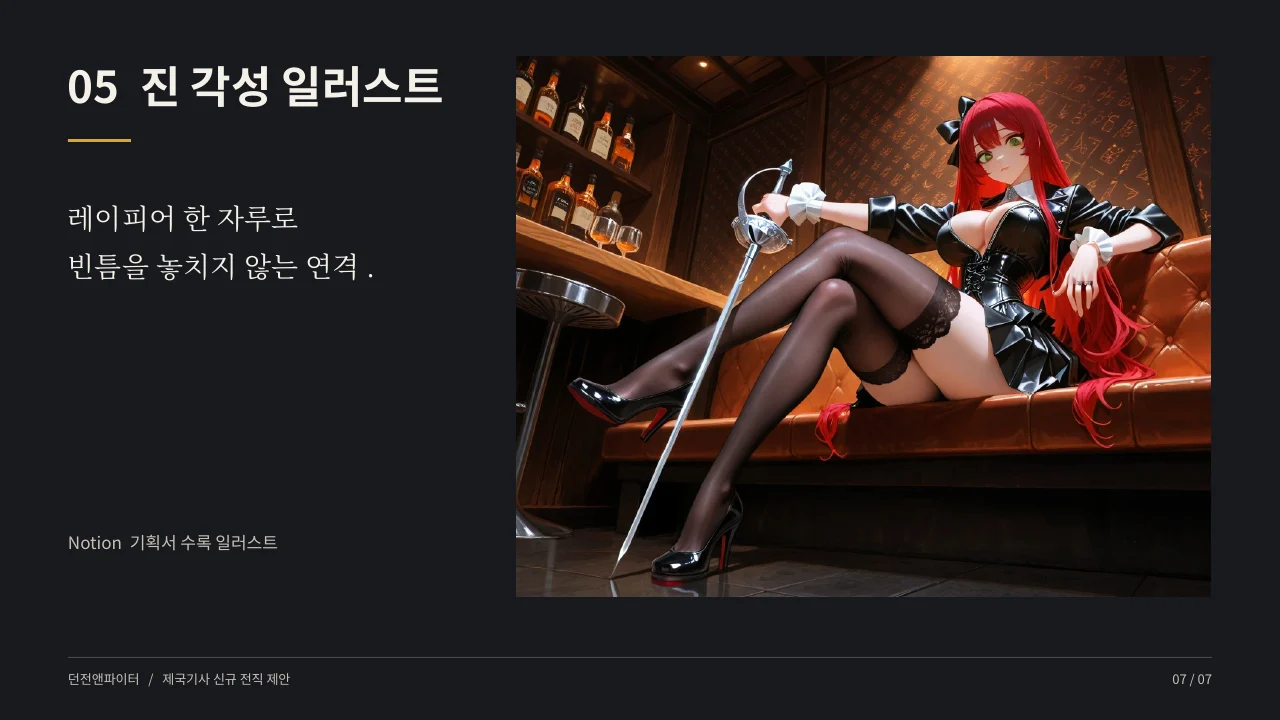 05 진 각성 일러스트
레이피어 한 자루로
빈틈을 놓치지 않는 연격 .
Notion 기획서 수록 일러스트
던전앤파이터 / 제국기사 신규 전직 제안
07 / 07